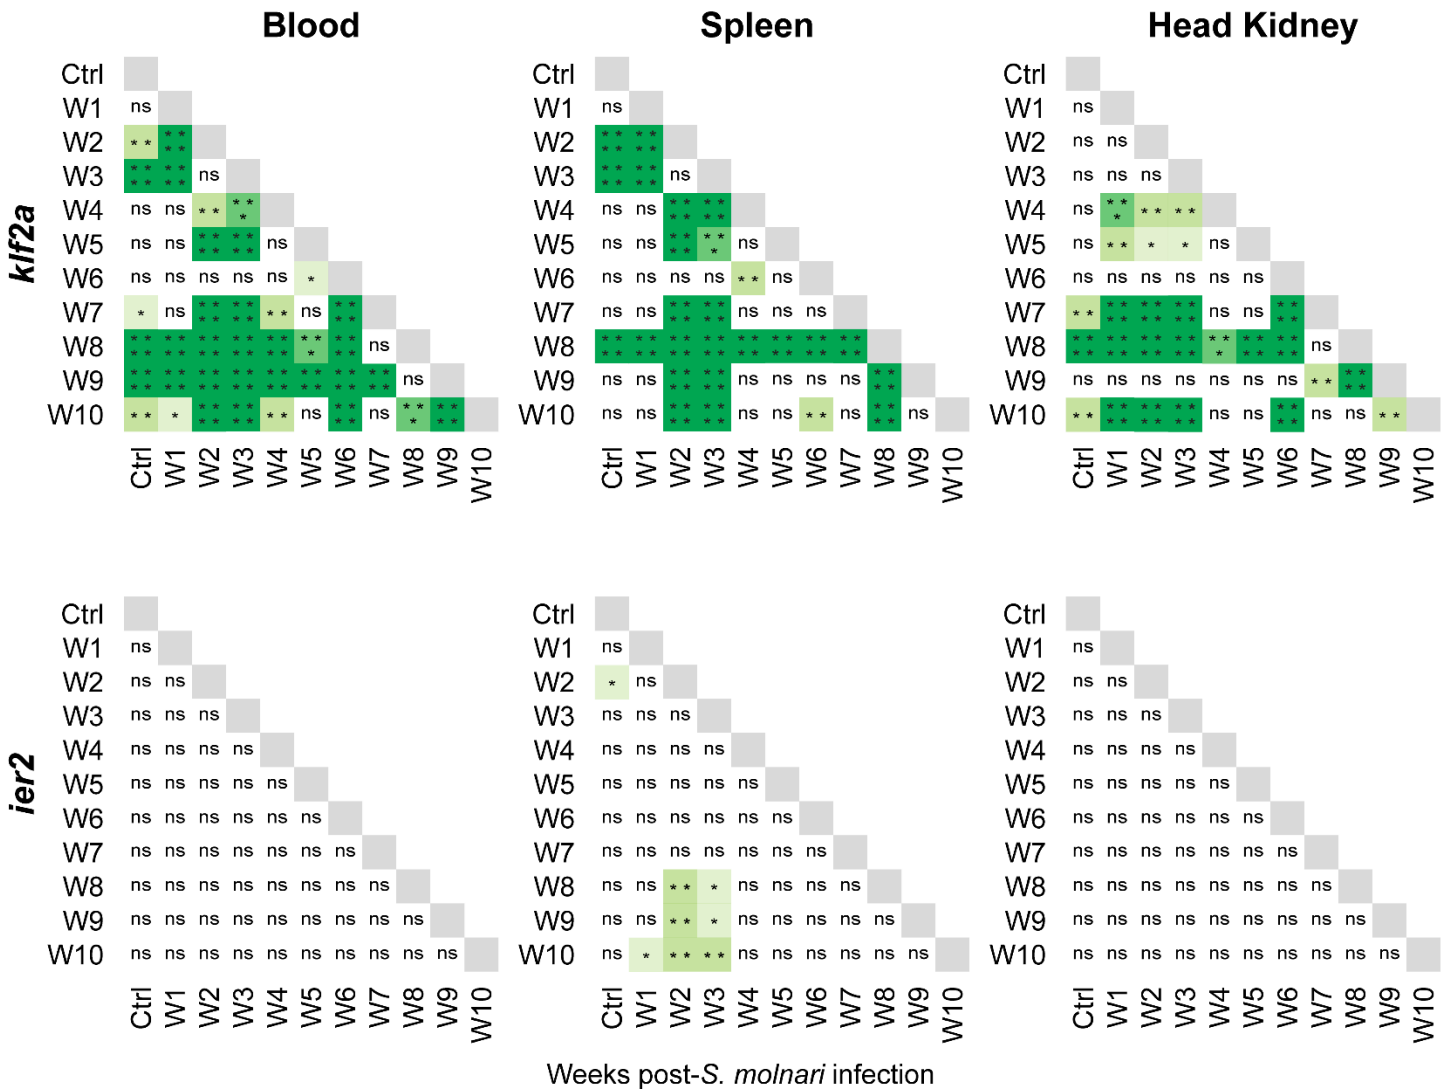 Blood Spleen Head Kidney
klf2a
Ctrl Ctrl Ctrl
W1 ns W1 ns W1 ns
W2 ** **** W2 **** **** W2 ns ns
W3 **** **** ns W3 **** **** ns W3 ns ns ns
W4 ns ns ** *** W4 ns ns **** **** W4 ns *** ** **
W5 ns ns **** **** ns W5 ns ns **** *** ns W5 ns ** * * ns
W6 ns ns ns ns ns * W6 ns ns ns ns ** ns W6 ns ns ns ns ns ns
W7 * ns **** **** ** ns **** W7 ns ns **** **** ns ns ns W7 ** **** **** **** ns ns ****
W8 **** **** **** **** **** *** **** ns W8 **** **** **** **** **** **** **** **** W8 **** **** **** **** *** **** **** ns
W9 **** **** **** **** **** **** **** **** ns W9 ns ns **** **** ns ns ns ns **** W9 ns ns ns ns ns ns ns ** ****
W10 ** * **** **** ** ns **** ns *** **** W10 ns ns **** **** ns ns ** ns **** ns W10 ** **** **** **** ns ns **** ns ns **
Ctrl W1 W2 W3 W4 W5 W6 W7 W8 W9 W10 Ctrl W1 W2 W3 W4 W5 W6 W7 W8 W9 W10 Ctrl W1 W2 W3 W4 W5 W6 W7 W8 W9 W10
ier2
Ctrl Ctrl Ctrl
W1 ns W1 ns W1 ns
W2 ns ns W2 * ns W2 ns ns
W3 ns ns ns W3 ns ns ns W3 ns ns ns
W4 ns ns ns ns W4 ns ns ns ns W4 ns ns ns ns
W5 ns ns ns ns ns W5 ns ns ns ns ns W5 ns ns ns ns ns
W6 ns ns ns ns ns ns W6 ns ns ns ns ns ns W6 ns ns ns ns ns ns
W7 ns ns ns ns ns ns ns W7 ns ns ns ns ns ns ns W7 ns ns ns ns ns ns ns
W8 ns ns ns ns ns ns ns ns W8 ns ns ** * ns ns ns ns W8 ns ns ns ns ns ns ns ns
W9 ns ns ns ns ns ns ns ns ns W9 ns ns ** * ns ns ns ns ns W9 ns ns ns ns ns ns ns ns ns
W10 ns ns ns ns ns ns ns ns ns ns W10 ns * ** ** ns ns ns ns ns ns W10 ns ns ns ns ns ns ns ns ns ns
Ctrl W1 W2 W3 W4 W5 W6 W7 W8 W9 W10 Ctrl W1 W2 W3 W4 W5 W6 W7 W8 W9 W10 Ctrl W1 W2 W3 W4 W5 W6 W7 W8 W9 W10
Weeks post-S. molnari infection